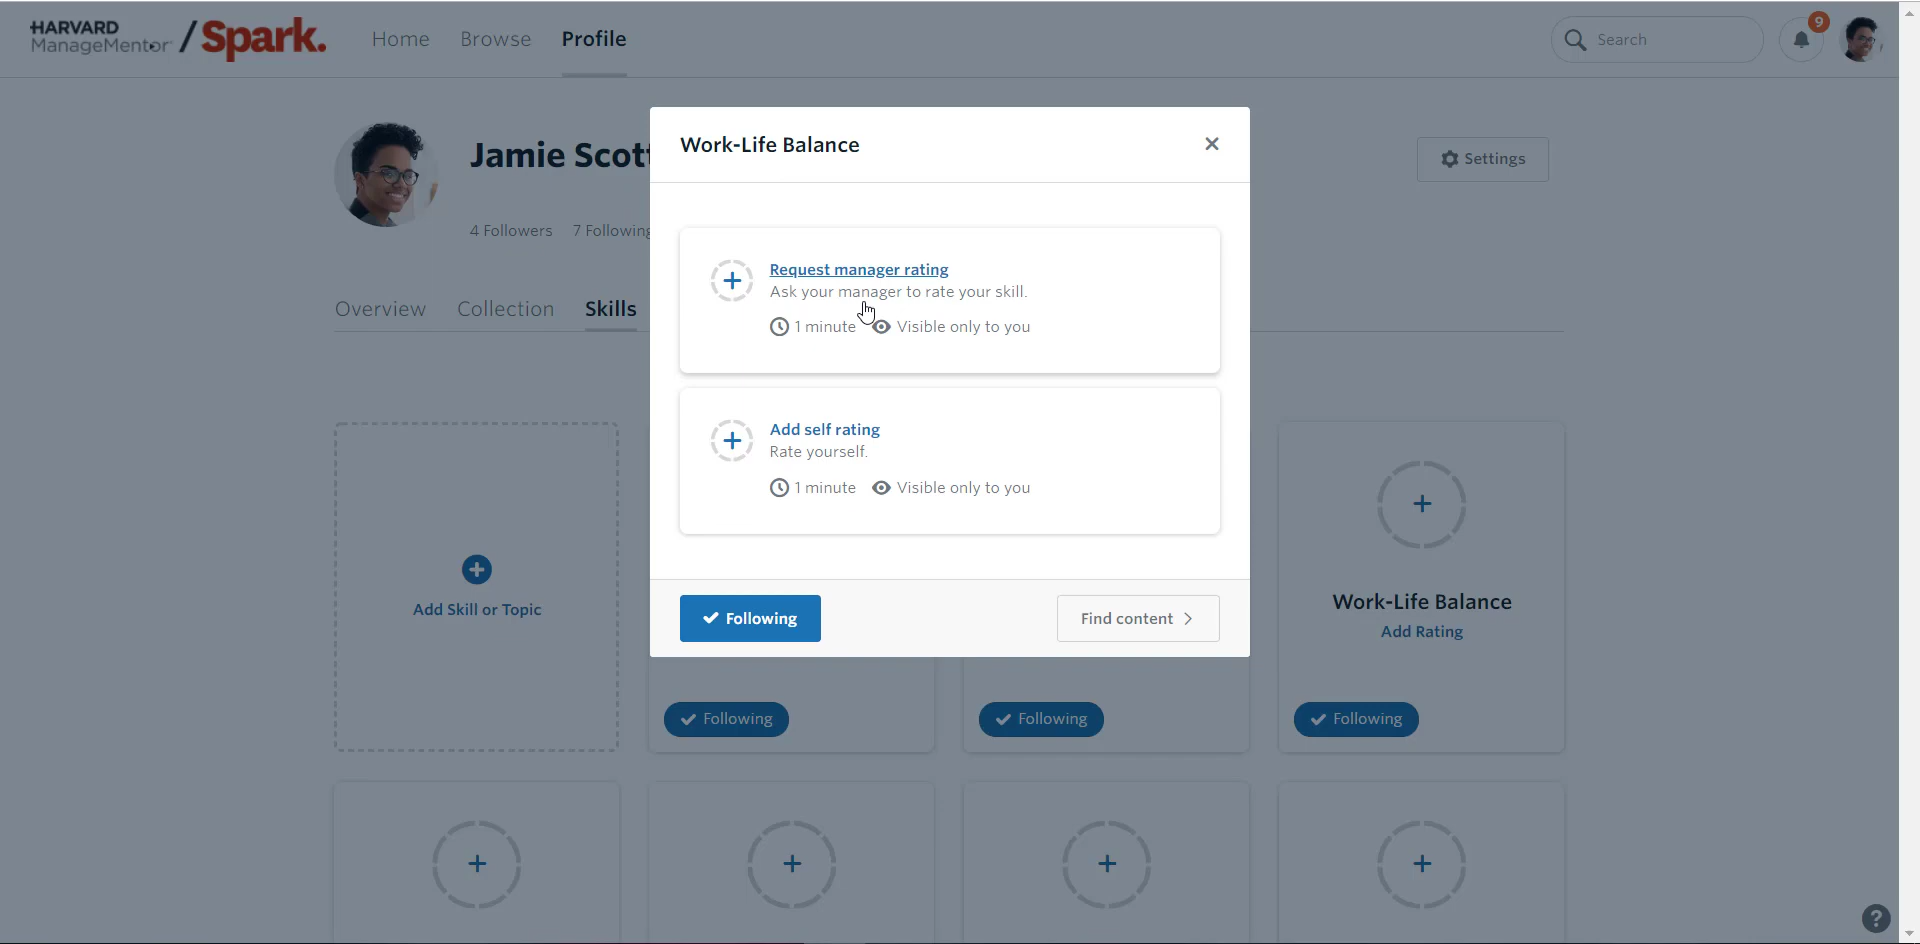 HARVARD
ManageMentor / Spark.
Home Browse Profile
Search
9
Jamie Scott
4 Followers 7 Following
Settings
Overview Collection Skills
Work-Life Balance
Request manager rating
Ask your manager to rate your skill.
1 minute Visible only to you
Add self rating
Rate yourself.
1 minute Visible only to you
Following Find content
Add Skill or Topic
Work-Life Balance
Add Rating
Following Following Following
?